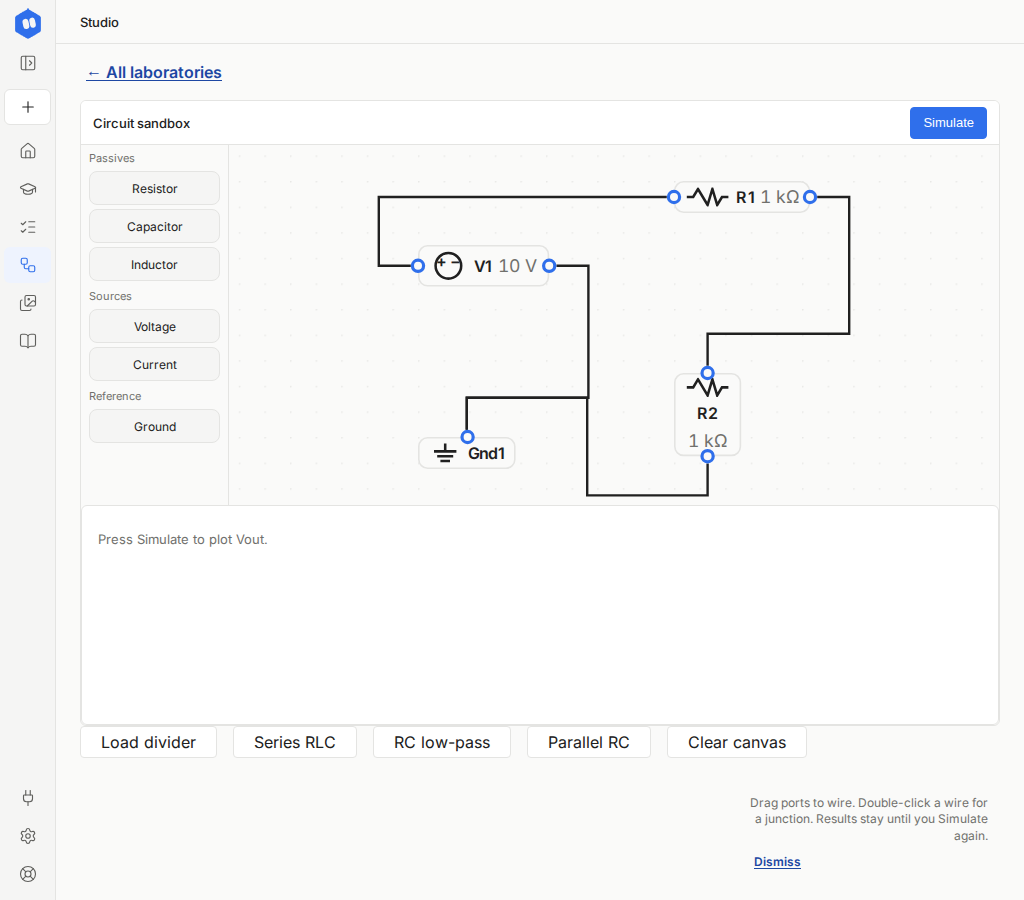 Studio
← All laboratories
Circuit sandbox
Simulate
Passives
Resistor
Capacitor
Inductor
Sources
Voltage
Current
Reference
Ground
R1 1 kΩ
V1 10 V
R2
1 kΩ
Gnd1
Press Simulate to plot Vout.
Load divider
Series RLC
RC low-pass
Parallel RC
Clear canvas
Drag ports to wire. Double-click a wire for
a junction. Results stay until you Simulate
again.
Dismiss